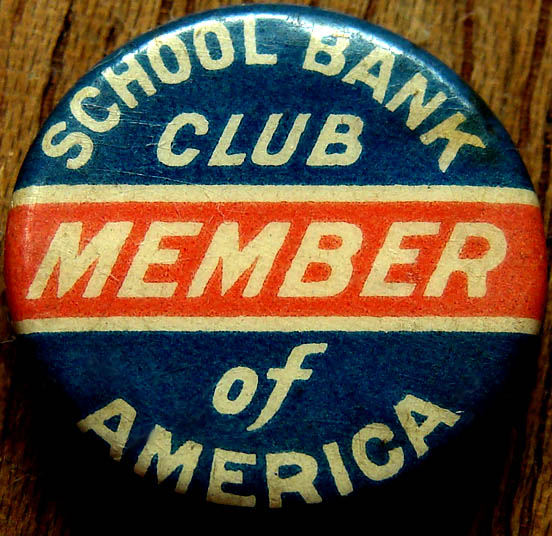 SCHOOL BANK
CLUB
MEMBER
of
AMERICA